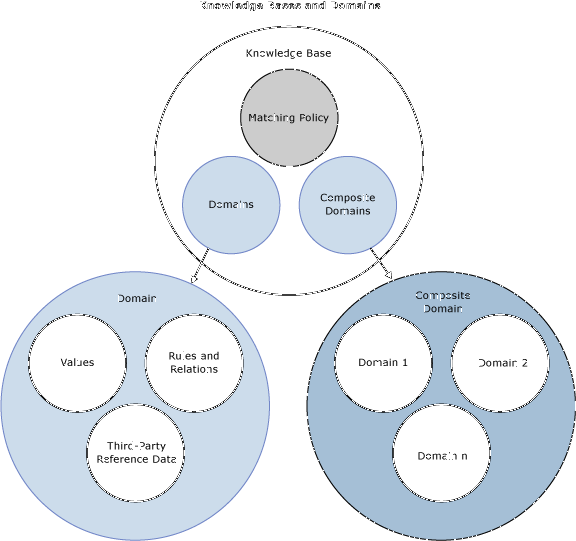 Knowledge Bases and Domains
Knowledge Base
Matching Policy
Domains
Composite
Domains
Domain
Values
Rules and
Relations
Third-Party
Reference Data
Composite
Domain
Domain 1
Domain 2
Domain n